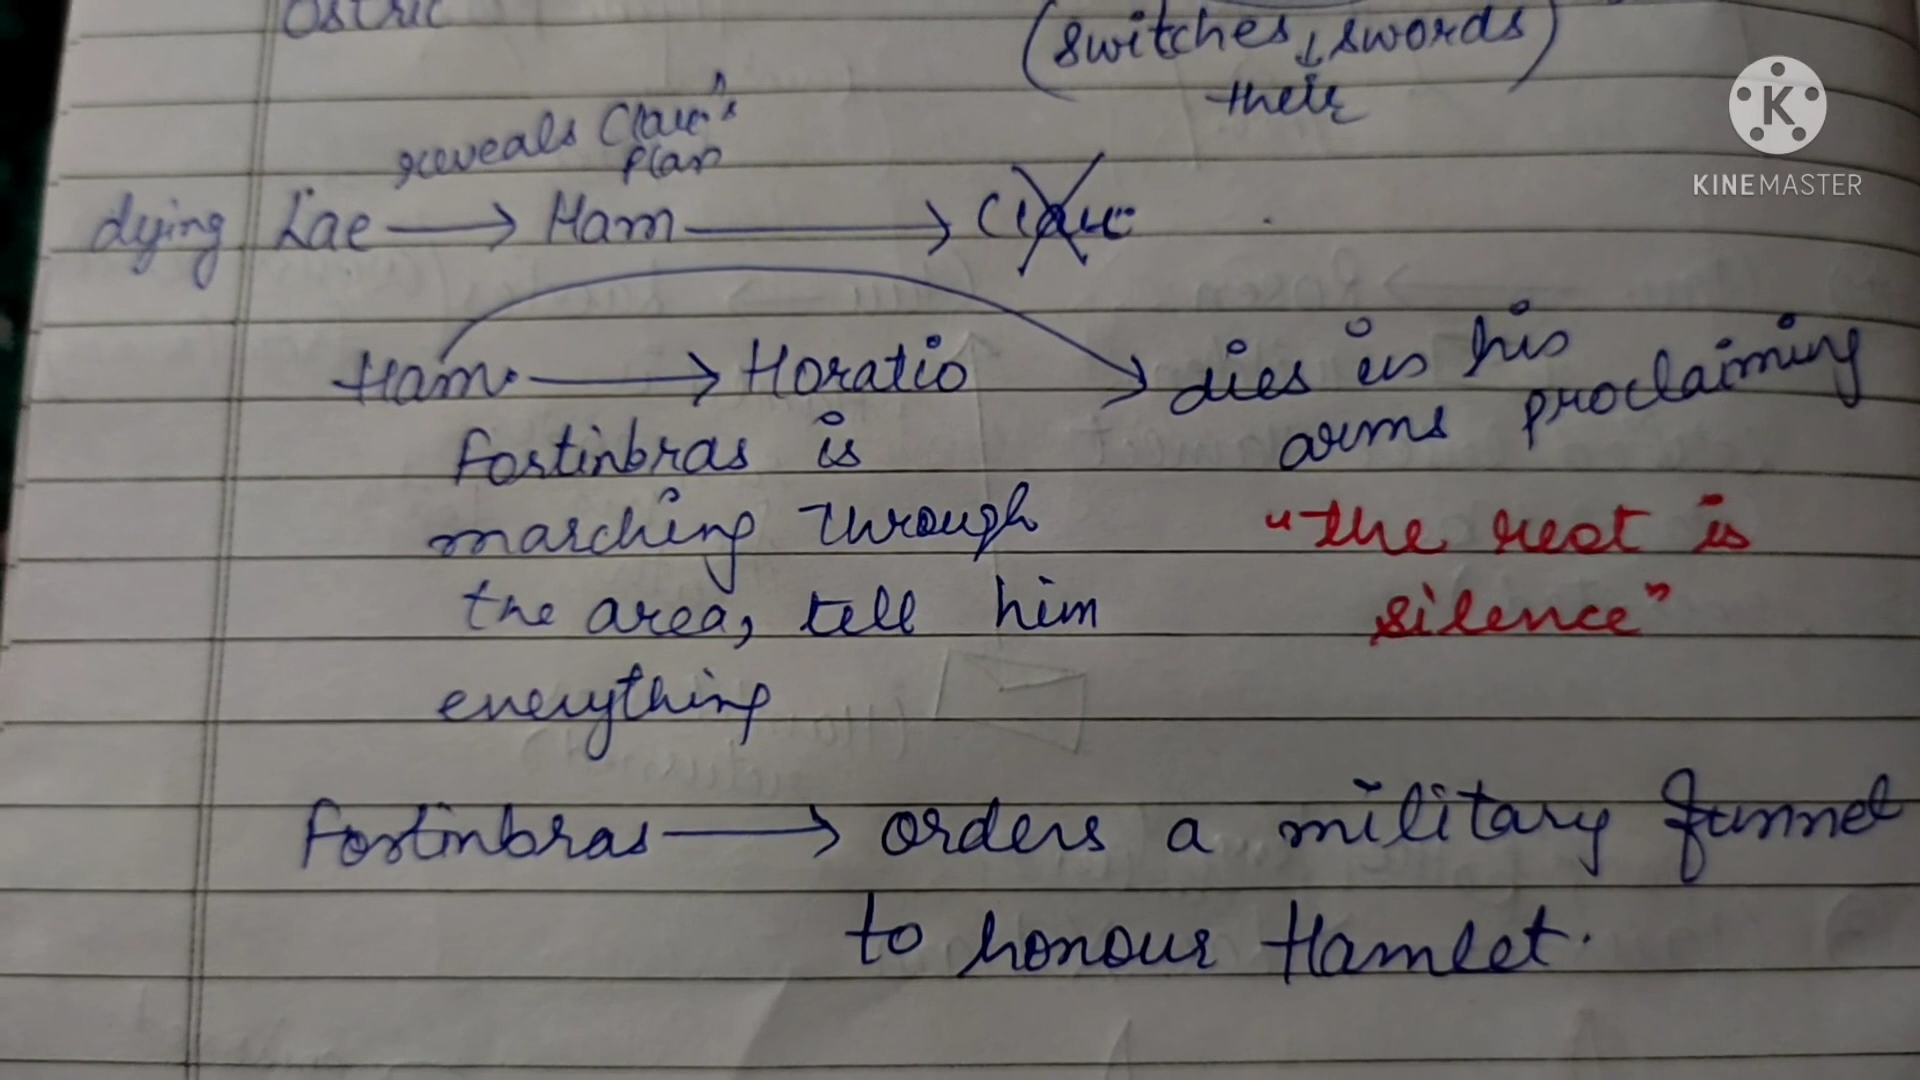 Ostric
(switches swords)
their
reveals Clau's
plan
dying Lae → Ham → Clau
Ham. → Horatio → dies in his
arms proclaiming
Fortinbras is
marching through
the area, tell him
everything
"the rest is
silence"
Fortinbras → orders a military funnel
to honour Hamlet.
K
KINEMASTER